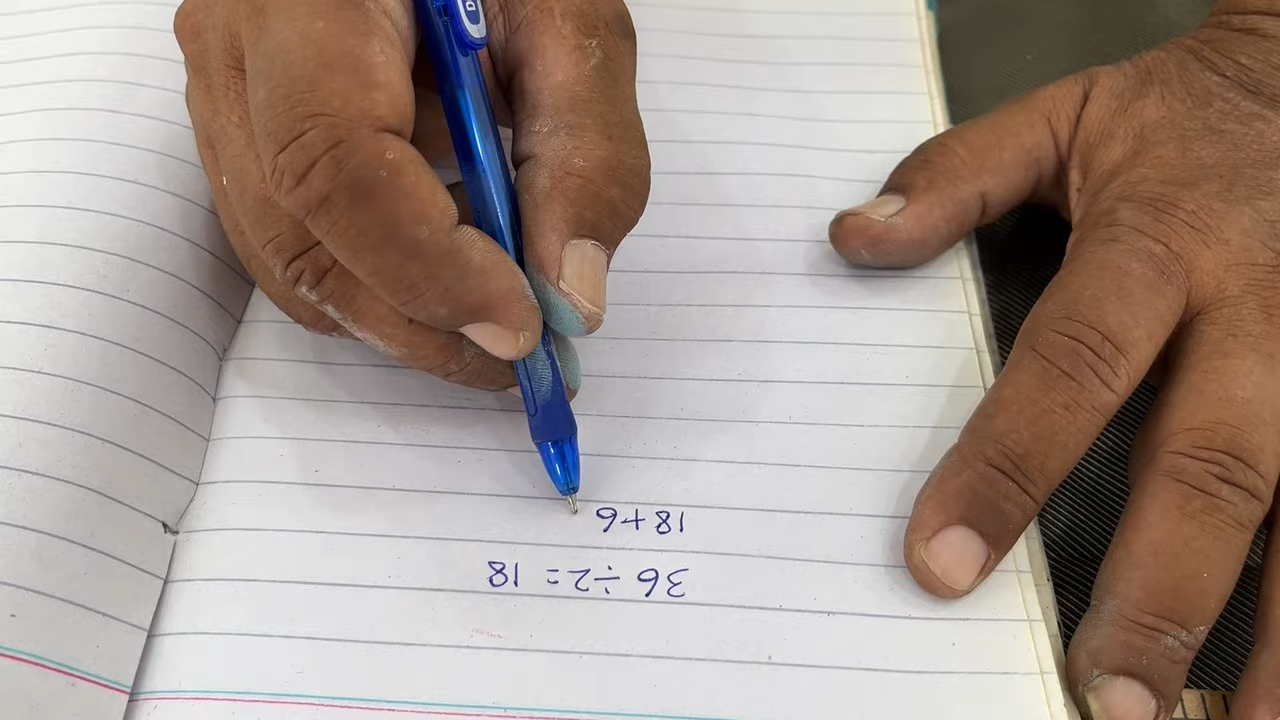 36 ÷ 2 = 18
18 + 6